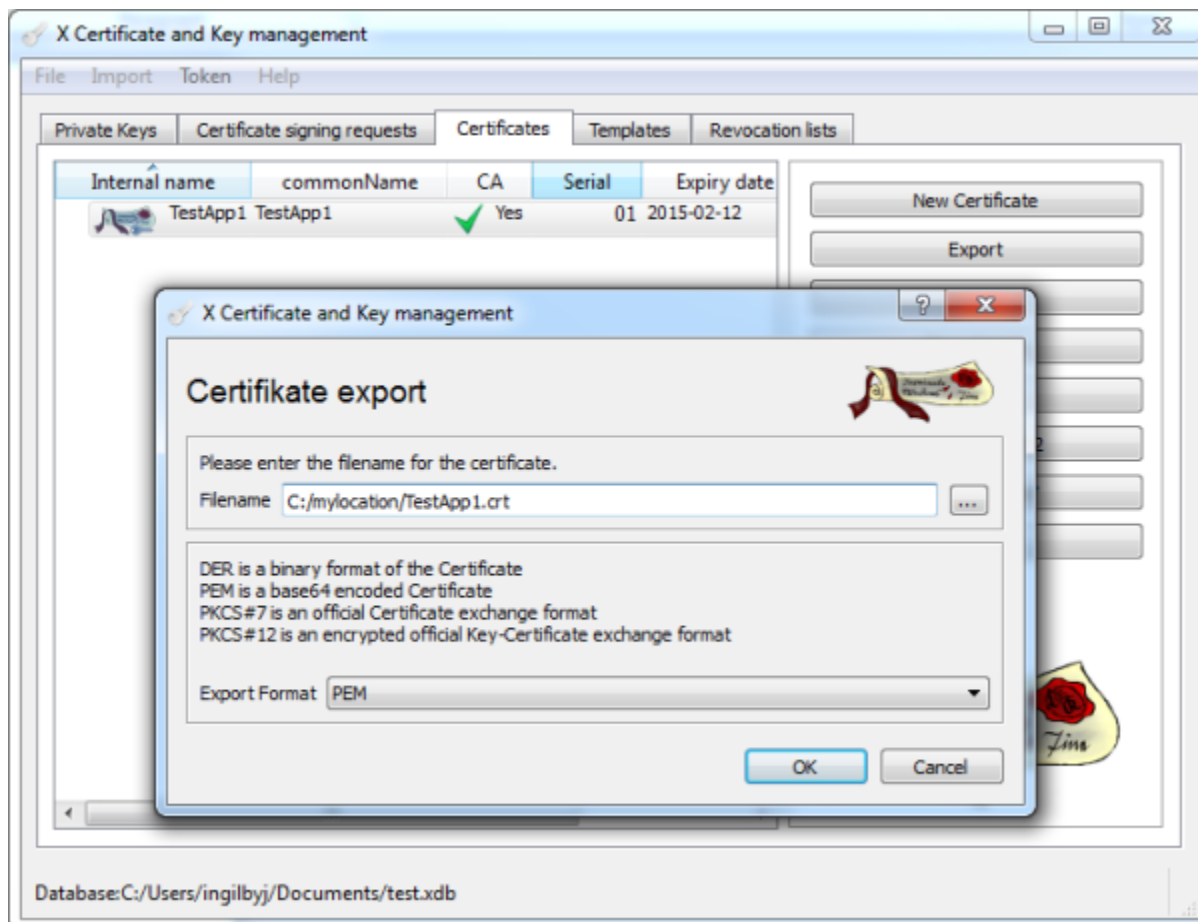 X Certificate and Key management
File Import Token Help
Private Keys Certificate signing requests Certificates Templates Revocation lists
Internal name commonName CA Serial Expiry date
TestApp1 TestApp1 Yes 01 2015-02-12
New Certificate
Export
X Certificate and Key management
?
Certifikate export
Please enter the filename for the certificate.
Filename C:/mylocation/TestApp1.crt ...
DER is a binary format of the Certificate
PEM is a base64 encoded Certificate
PKCS#7 is an official Certificate exchange format
PKCS#12 is an encrypted official Key-Certificate exchange format
Export Format PEM
OK Cancel
Database:C:/Users/ingilbyj/Documents/test.xdb